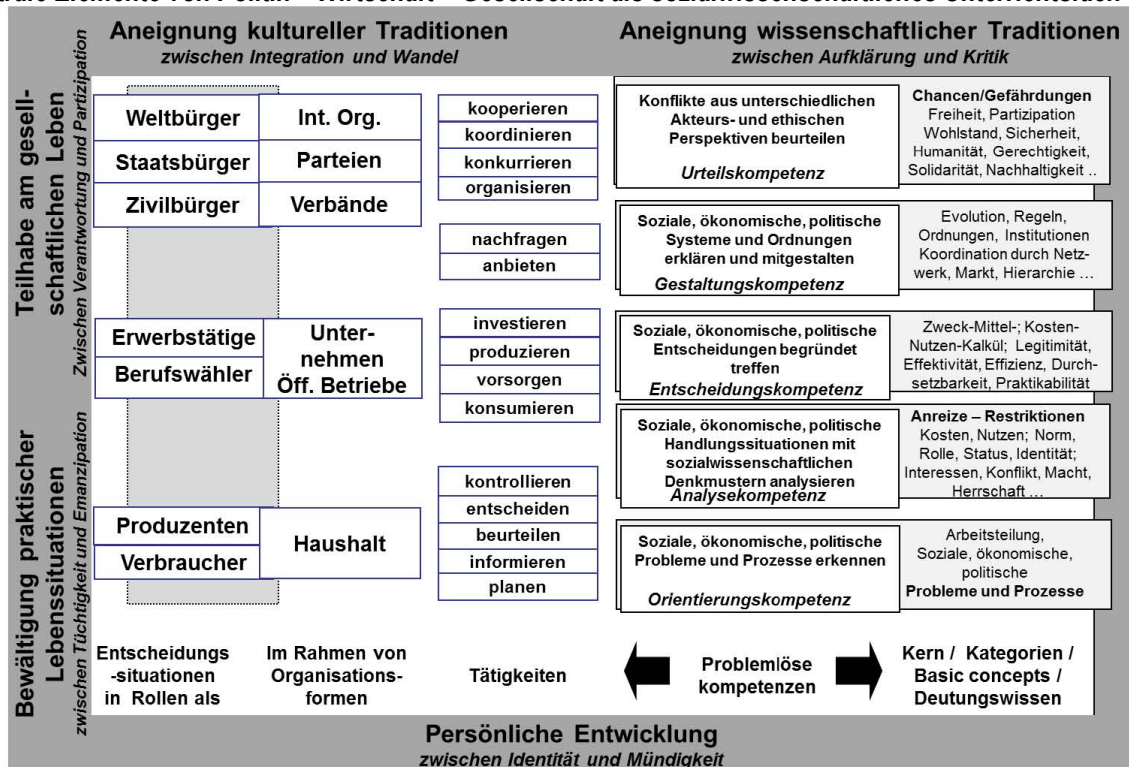 Aneignung kultureller Traditionen
zwischen Integration und Wandel
Aneignung wissenschaftlicher Traditionen
zwischen Aufklärung und Kritik
Teilhabe am gesell-
schaftlichen Leben
Zwischen Verantwortung und Partizipation
Bewältigung praktischer
Lebenssituationen
zwischen Tüchtigkeit und Emanzipation
Weltbürger
Staatsbürger
Zivilbürger
Int. Org.
Parteien
Verbände
Erwerbstätige
Berufswähler
Unter-
nehmen
Öff. Betriebe
Produzenten
Verbraucher
Haushalt
kooperieren
koordinieren
konkurrieren
organisieren
nachfragen
anbieten
investieren
produzieren
vorsorgen
konsumieren
kontrollieren
entscheiden
beurteilen
informieren
planen
Konflikte aus unterschiedlichen
Akteurs- und ethischen
Perspektiven beurteilen
Urteilskompetenz
Chancen/Gefährdungen
Freiheit, Partizipation
Wohlstand, Sicherheit,
Humanität, Gerechtigkeit,
Solidarität, Nachhaltigkeit ..
Soziale, ökonomische, politische
Systeme und Ordnungen
erklären und mitgestalten
Gestaltungskompetenz
Evolution, Regeln,
Ordnungen, Institutionen
Koordination durch Netz-
werk, Markt, Hierarchie ...
Soziale, ökonomische, politische
Entscheidungen begründet
treffen
Entscheidungskompetenz
Zweck-Mittel-; Kosten-
Nutzen-Kalkül; Legitimität,
Effektivität, Effizienz, Durch-
setzbarkeit, Praktikabilität
Soziale, ökonomische, politische
Handlungssituationen mit
sozialwissenschaftlichen
Denkmustern analysieren
Analysekompetenz
Anreize – Restriktionen
Kosten, Nutzen; Norm,
Rolle, Status, Identität;
Interessen, Konflikt, Macht,
Herrschaft ...
Soziale, ökonomische, politische
Probleme und Prozesse erkennen
Orientierungskompetenz
Arbeitsteilung,
Soziale, ökonomische,
politische
Probleme und Prozesse
Entscheidungs
-situationen
in Rollen als
Im Rahmen von
Organisations-
formen
Tätigkeiten
Problemlöse
kompetenzen
Kern / Kategorien /
Basic concepts /
Deutungswissen
Persönliche Entwicklung
zwischen Identität und Mündigkeit